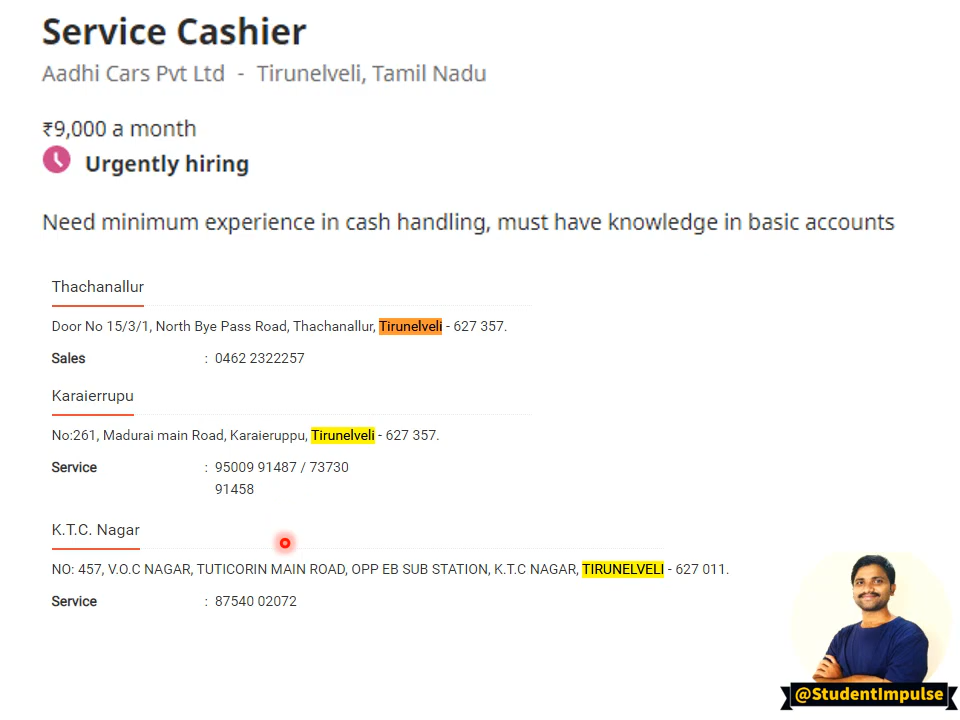 Service Cashier
Aadhi Cars Pvt Ltd - Tirunelveli, Tamil Nadu
₹9,000 a month
Urgently hiring
Need minimum experience in cash handling, must have knowledge in basic accounts
Thachanallur
Door No 15/3/1, North Bye Pass Road, Thachanallur, Tirunelveli - 627 357.
Sales : 0462 2322257
Karaierrupu
No:261, Madurai main Road, Karaieruppu, Tirunelveli - 627 357.
Service : 95009 91487 / 73730
91458
K.T.C. Nagar
NO: 457, V.O.C NAGAR, TUTICORIN MAIN ROAD, OPP EB SUB STATION, K.T.C NAGAR, TIRUNELVELI - 627 011.
Service : 87540 02072
@StudentImpulse